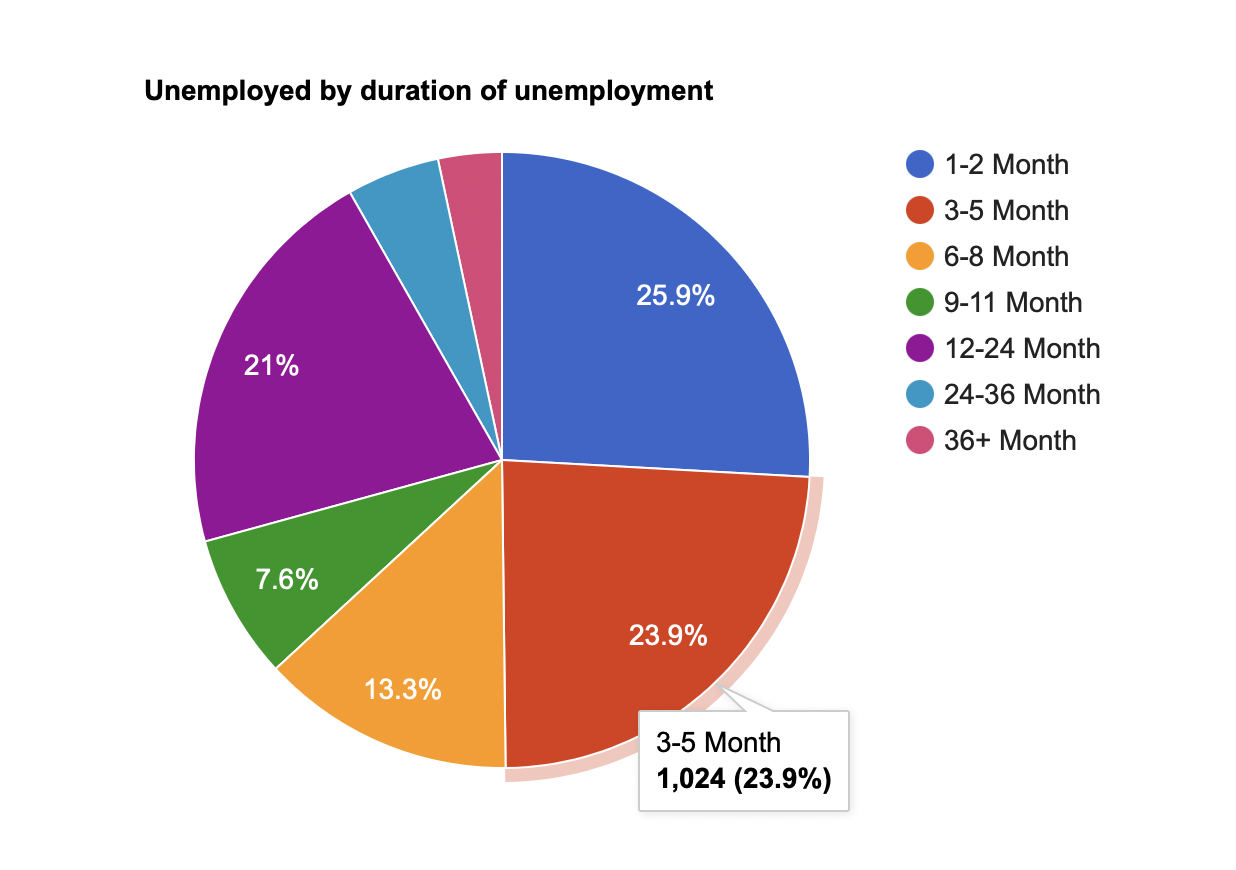 Unemployed by duration of unemployment
1-2 Month
3-5 Month
6-8 Month
9-11 Month
12-24 Month
24-36 Month
36+ Month
25.9%
21%
7.6%
23.9%
13.3%
3-5 Month
1,024 (23.9%)